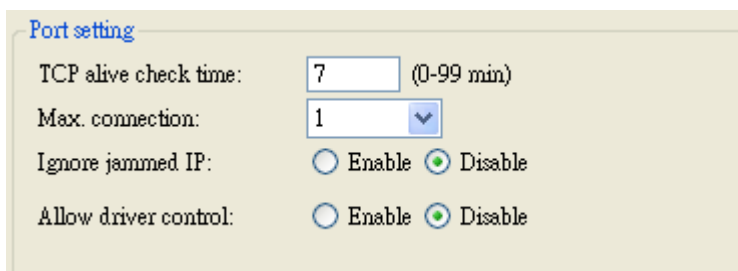 Port setting
TCP alive check time: 7 (0-99 min)
Max. connection: 1
Ignore jammed IP: Enable Disable
Allow driver control: Enable Disable